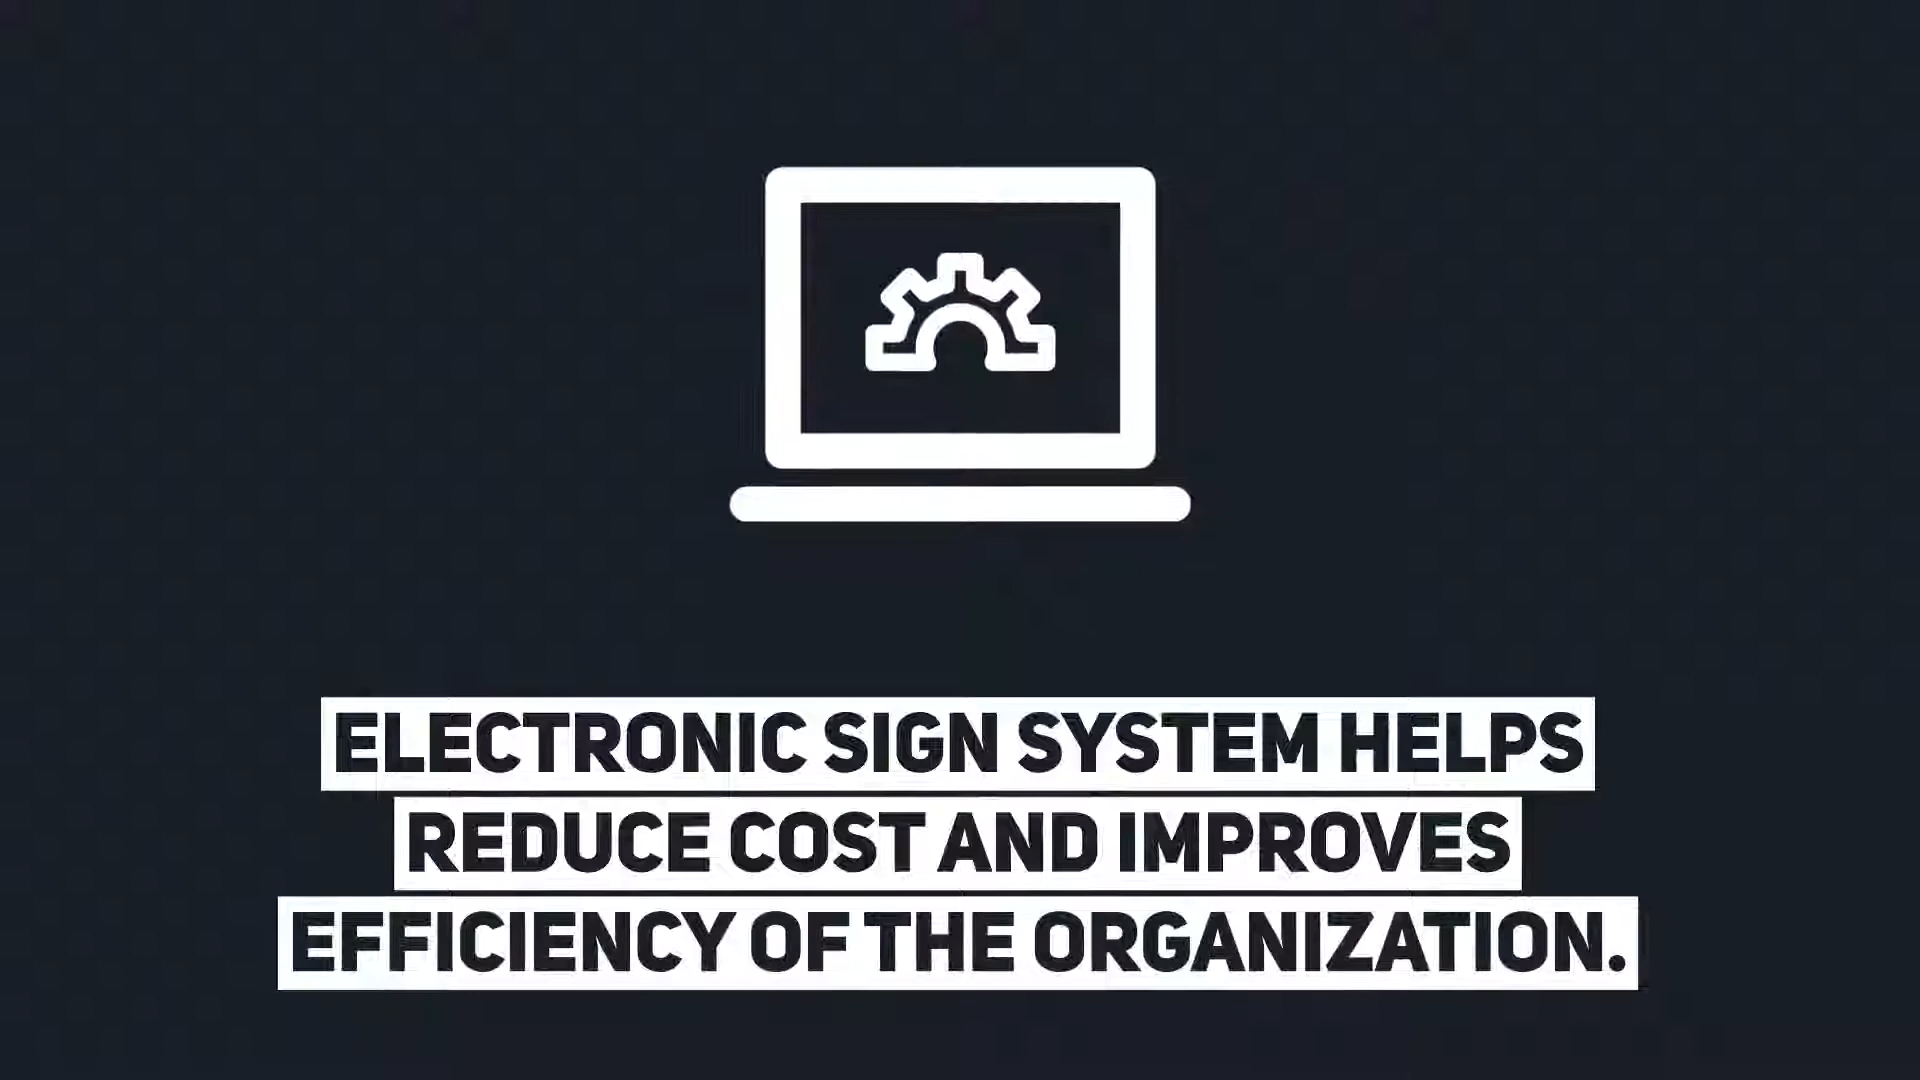 ELECTRONIC SIGN SYSTEM HELPS
REDUCE COST AND IMPROVES
EFFICIENCY OF THE ORGANIZATION.